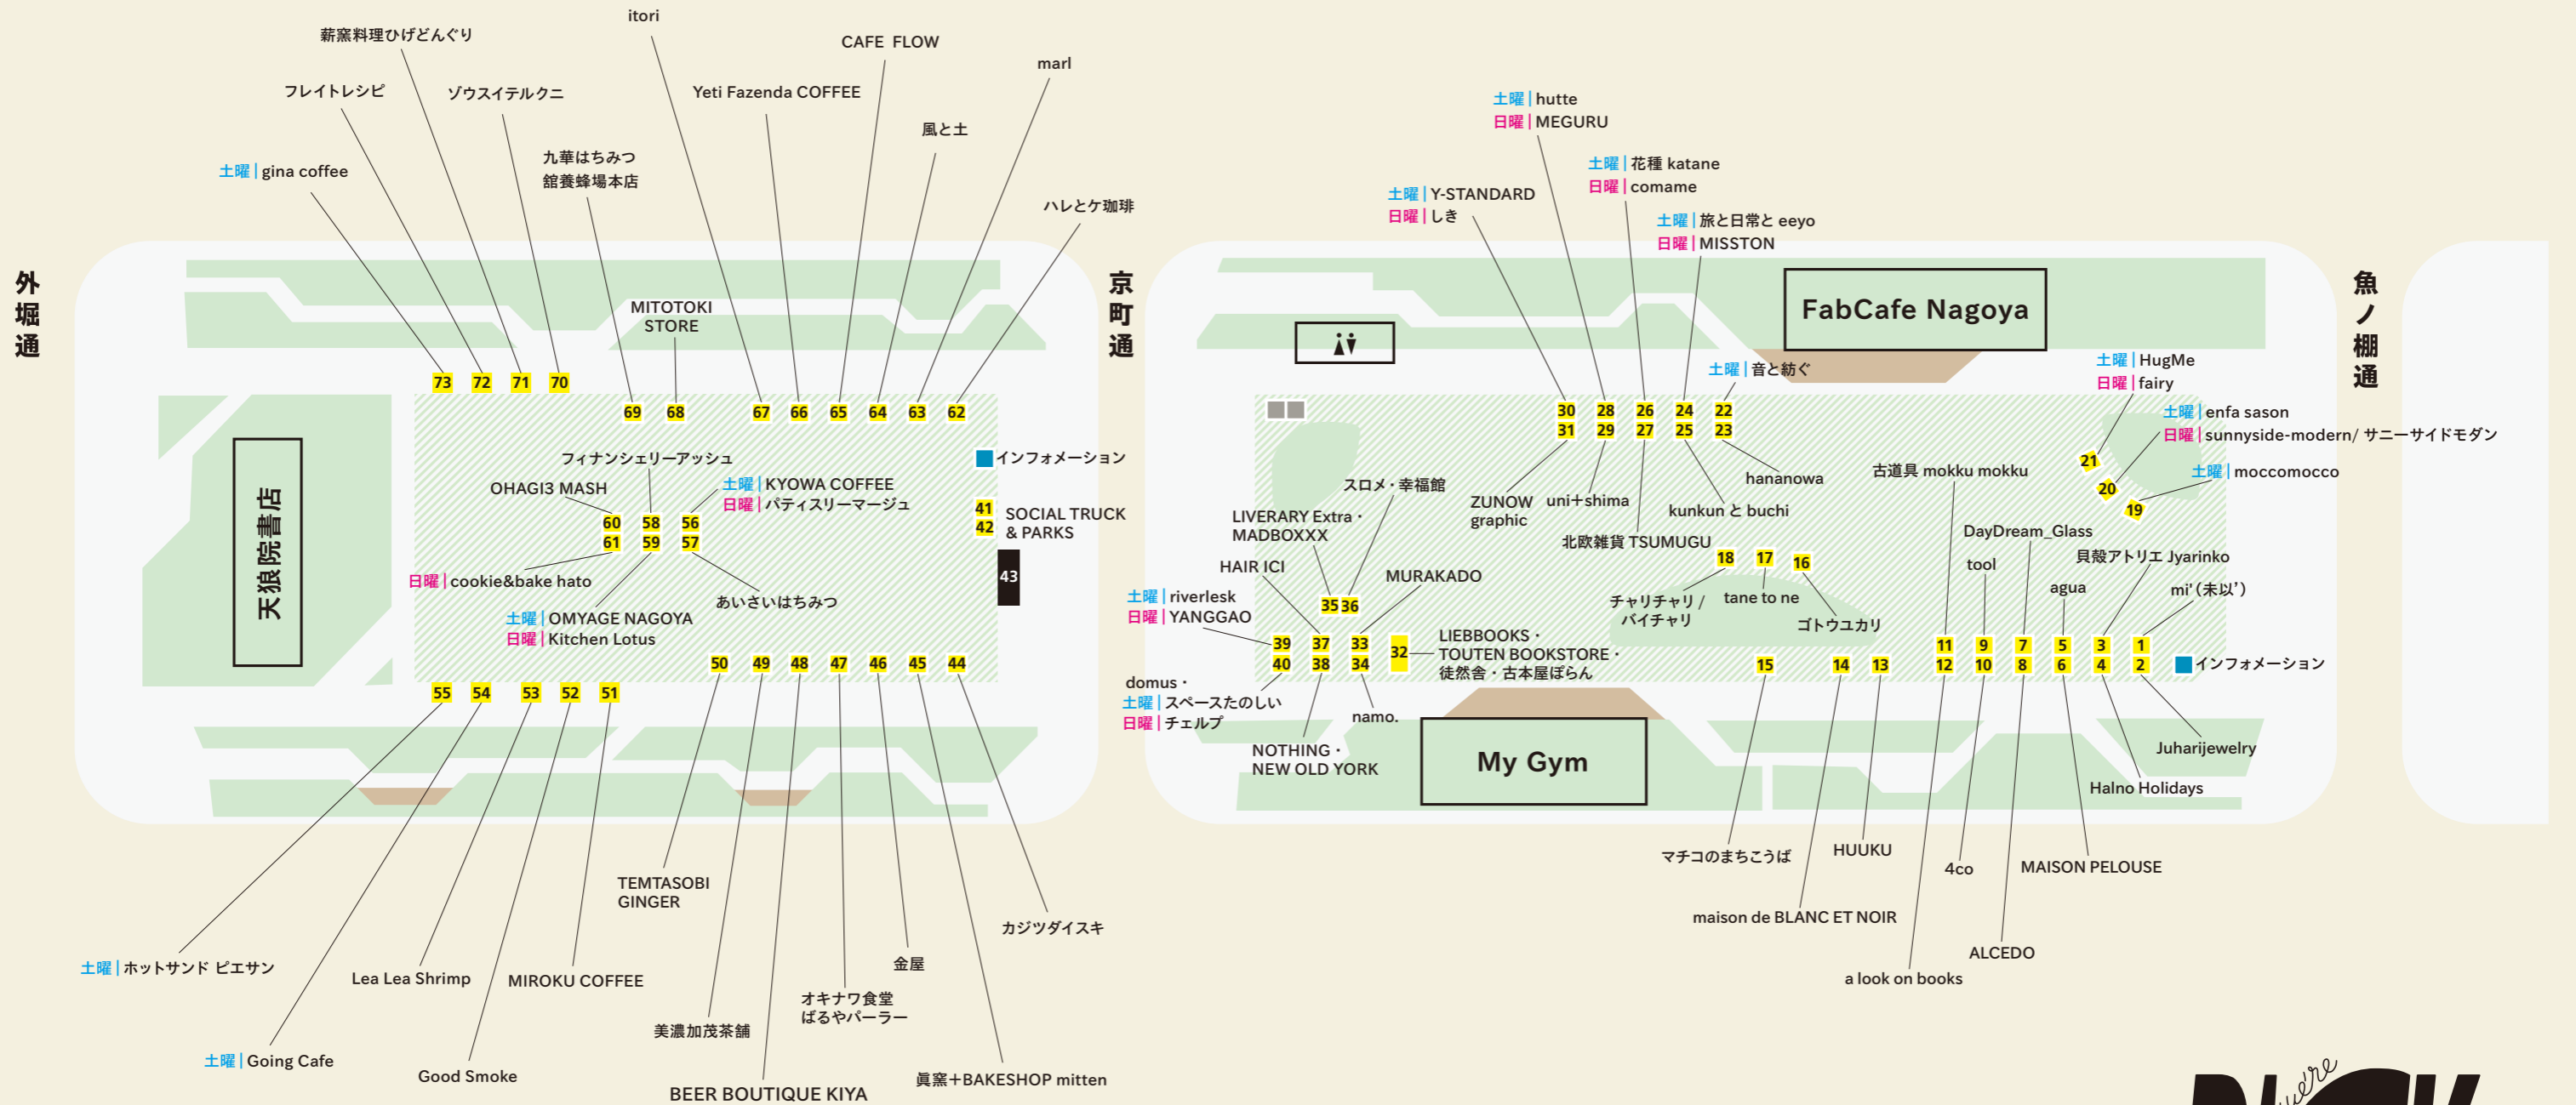 itori
薪窯料理ひげどんぐり
CAFE FLOW
marl
フレイトレシピ
ゾウスイテルクニ
Yeti Fazenda COFFEE
風と土
九華はちみつ
舘養蜂場本店
土曜|gina coffee
ハレとケ珈琲
MITOTOKI
STORE
外堀通
京町通
魚ノ棚通
土曜|hutte
日曜|MEGURU
土曜|花種 katane
日曜|comame
土曜|Y-STANDARD
日曜|しき
土曜|旅と日常と eeyo
日曜|MISSTON
FabCafe Nagoya
土曜|音と紡ぐ
土曜|HugMe
日曜|fairy
土曜|enfa sason
日曜|sunnyside-modern/ サニーサイドモダン
土曜|moccomocco
73 72 71 70
69 68 67 66 65 64 63 62
天狼院書店
フィナンシェリーアッシュ
OHAGI3 MASH
土曜|KYOWA COFFEE
日曜|パティスリーマージュ
60 58 56
61 59 57
日曜|cookie&bake hato
土曜|OMYAGE NAGOYA
日曜|Kitchen Lotus
あいさいはちみつ
インフォメーション
41
42
SOCIAL TRUCK
& PARKS
43
50 49 48 47 46 45 44
55 54 53 52 51
30 28 26 24 22
31 29 27 25 23
ZUNOW
graphic
uni+shima
北欧雑貨 TSUMUGU
kunkun と buchi
hananowa
古道具 mokku mokku
21
20
19
スロメ・幸福館
LIVERARY Extra・
MADBOXXX
HAIR ICI
MURAKADO
土曜|riverlesk
日曜|YANGGAO
35 36
39 37 33
40 38 34
32
LIEBBOOKS・
TOUTEN BOOKSTORE・
徒然舎・古本屋ぽらん
domus・
土曜|スペースたのしい
日曜|チェルプ
NOTHING・
NEW OLD YORK
namo.
18 17 16
チャリチャリ /
バイチャリ
tane to ne
ゴトウユカリ
DayDream_Glass
tool
貝殻アトリエ Jyarinko
agua
mi'（未以'）
11 9 7 5 3 1
15 14 13 12 10 8 6 4 2
インフォメーション
My Gym
Juharijewelry
Halno Holidays
マチコのまちこうば
HUUKU
4co
MAISON PELOUSE
maison de BLANC ET NOIR
ALCEDO
a look on books
TEMTASOBI
GINGER
カジツダイスキ
土曜|ホットサンド ピエサン
Lea Lea Shrimp
MIROKU COFFEE
金屋
オキナワ食堂
ばるやパーラー
美濃加茂茶舗
土曜|Going Cafe
Good Smoke
BEER BOUTIQUE KIYA
眞窯+BAKESHOP mitten